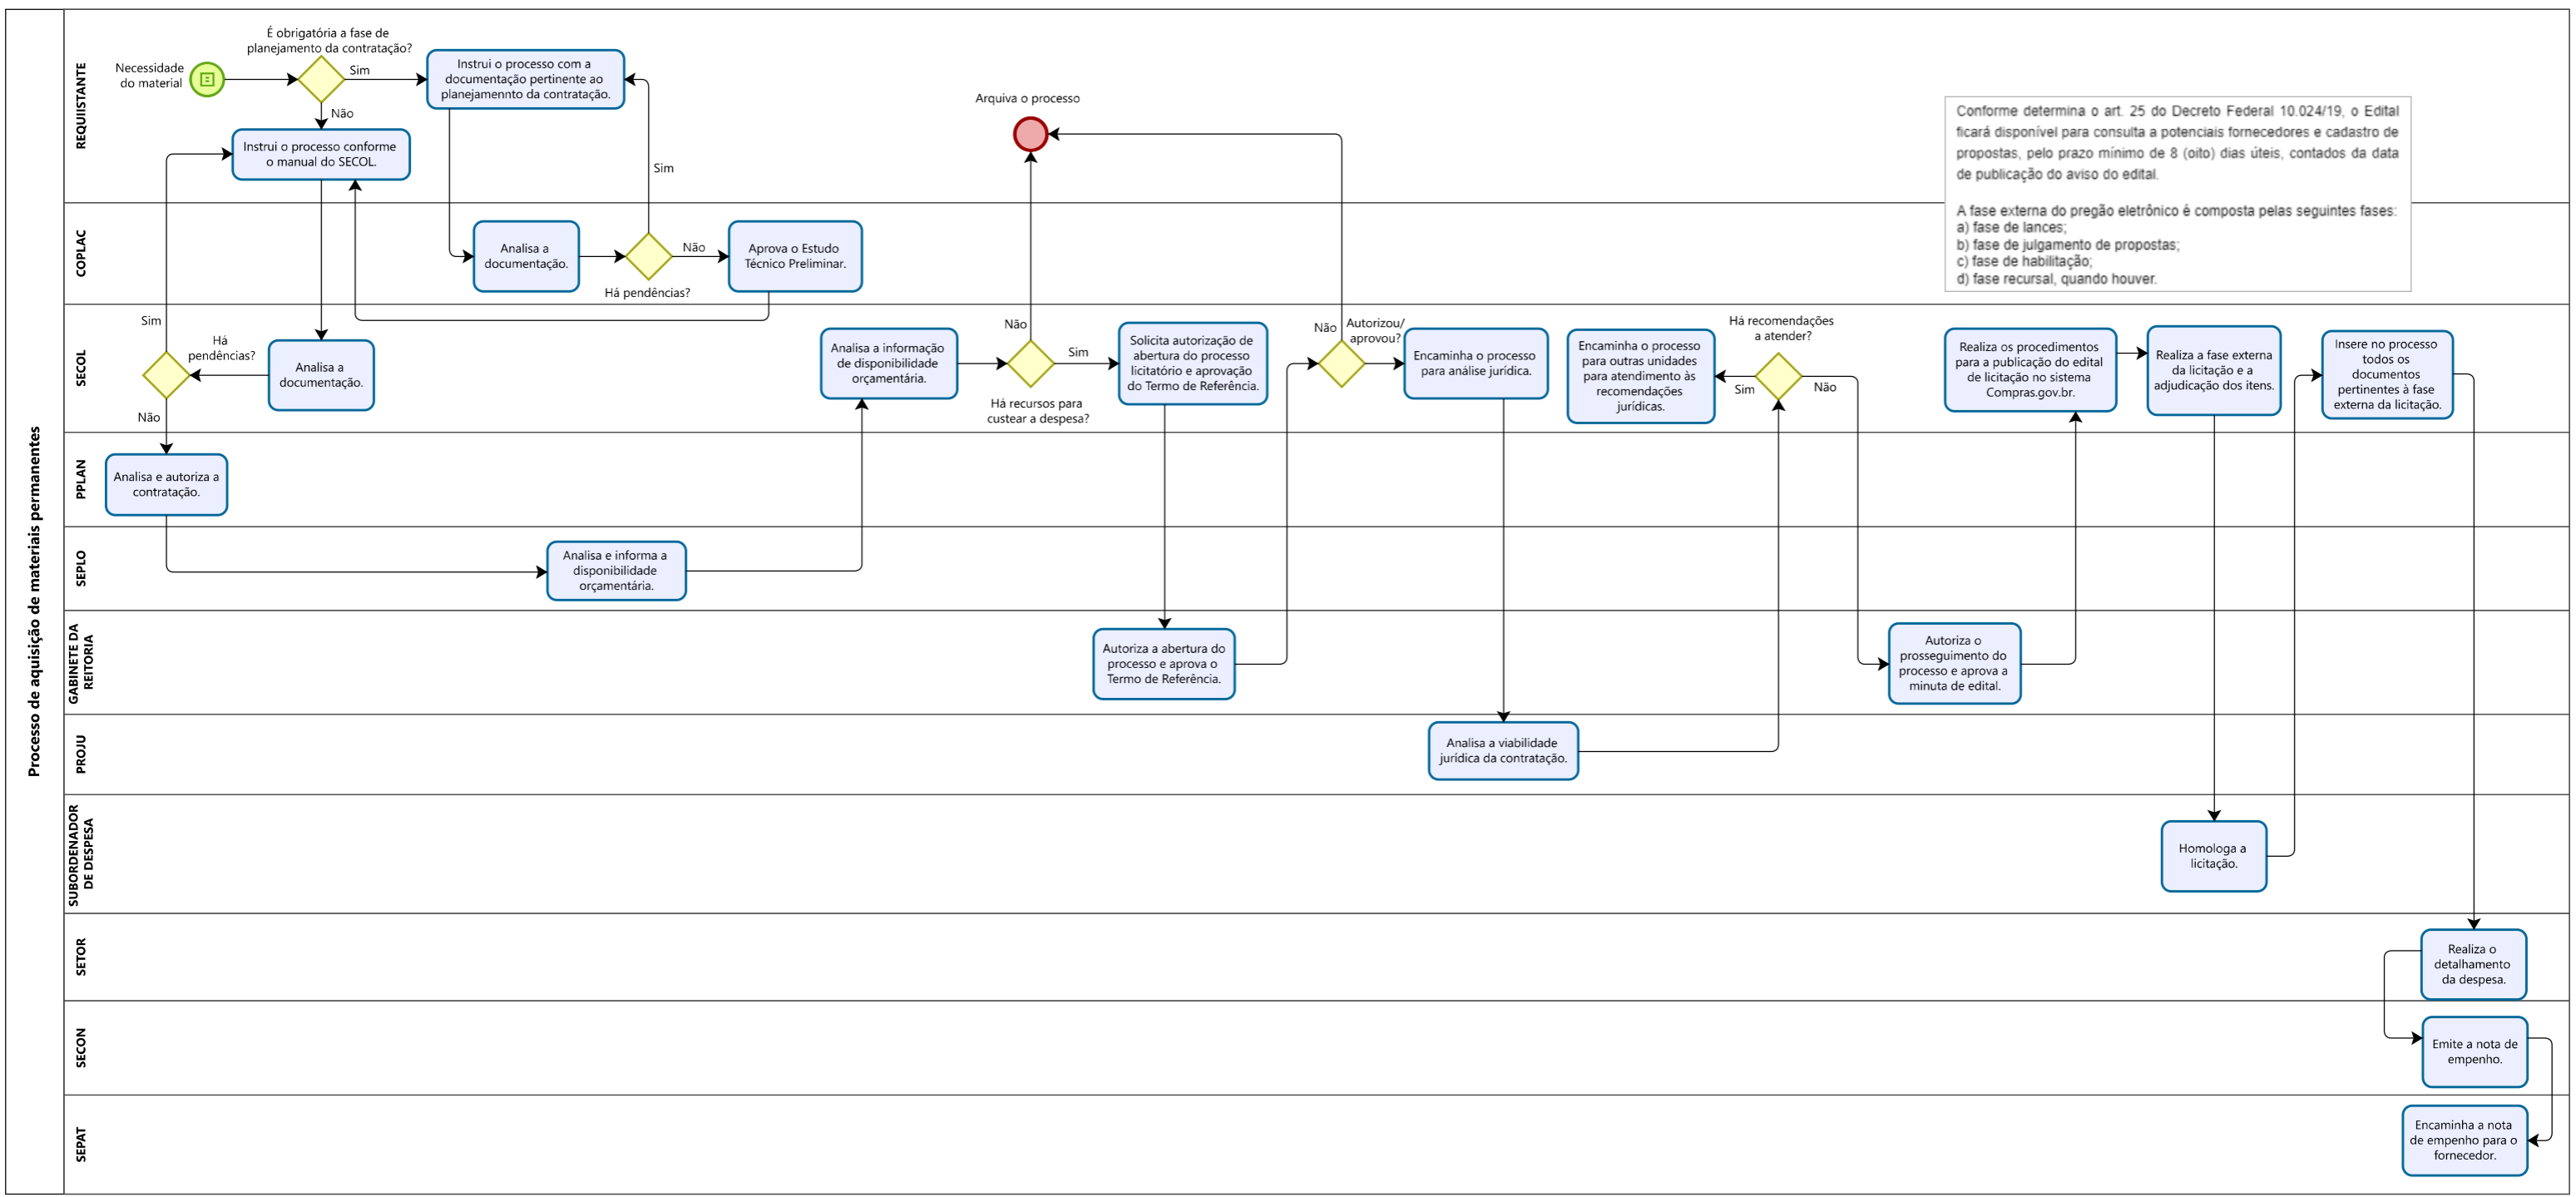 Processo de aquisição de materiais permanentes
REQUISTANTE
Necessidade
do material
É obrigatória a fase de
planejamento da contratação?
Sim
Não
Instrui o processo com a
documentação pertinente ao
planejamennto da contratação.
Instrui o processo conforme
o manual do SECOL.
Sim
Arquiva o processo
Conforme determina o art. 25 do Decreto Federal 10.024/19, o Edital
ficará disponível para consulta a potenciais fornecedores e cadastro de
propostas, pelo prazo mínimo de 8 (oito) dias úteis, contados da data
de publicação do aviso do edital.
A fase externa do pregão eletrônico é composta pelas seguintes fases:
a) fase de lances;
b) fase de julgamento de propostas;
c) fase de habilitação;
d) fase recursal, quando houver.
COPLAC
Analisa a
documentação.
Há pendências?
Não
Aprova o Estudo
Técnico Preliminar.
SECOL
Sim
Há
pendências?
Não
Analisa a
documentação.
Analisa a informação
de disponibilidade
orçamentária.
Não
Sim
Há recursos para
custear a despesa?
Solicita autorização de
abertura do processo
licitatório e aprovação
do Termo de Referência.
Não
Autorizou/
aprovou?
Encaminha o processo
para análise jurídica.
Encaminha o processo
para outras unidades
para atendimento às
recomendações
jurídicas.
Há recomendações
a atender?
Sim
Não
Realiza os procedimentos
para a publicação do edital
de licitação no sistema
Compras.gov.br.
Realiza a fase externa
da licitação e a
adjudicação dos itens.
Insere no processo
todos os
documentos
pertinentes à fase
externa da licitação.
PPLAN
Analisa e autoriza a
contratação.
SEPLO
Analisa e informa a
disponibilidade
orçamentária.
GABINETE DA
REITORIA
Autoriza a abertura do
processo e aprova o
Termo de Referência.
Autoriza o
prosseguimento do
processo e aprova a
minuta de edital.
PROJU
Analisa a viabilidade
jurídica da contratação.
SUBORDENADOR
DE DESPESA
Homologa a
licitação.
SETOR
Realiza o
detalhamento
da despesa.
SECON
Emite a nota de
empenho.
SEPAT
Encaminha a nota
de empenho para o
fornecedor.